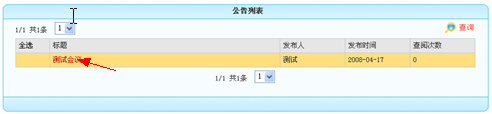 公告列表
1/1 共1条 1 查询
全选 标题 发布人 发布时间 查阅次数
测试会议 测试 2008-04-17 0
1/1 共1条 1